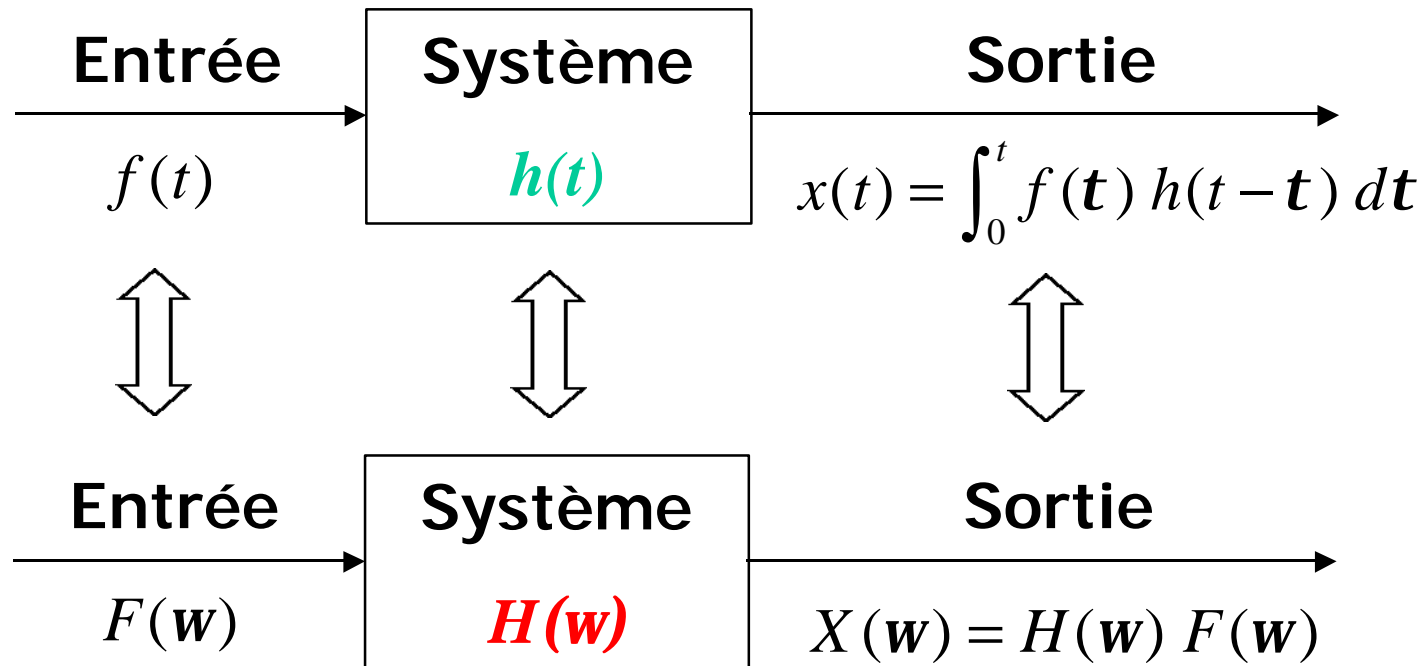 Entrée Système Sortie
f(t) h(t) x(t) = ∫₀ᵗ f(t) h(t − t) dt
Entrée Système Sortie
F(w) H(w) X(w) = H(w) F(w)